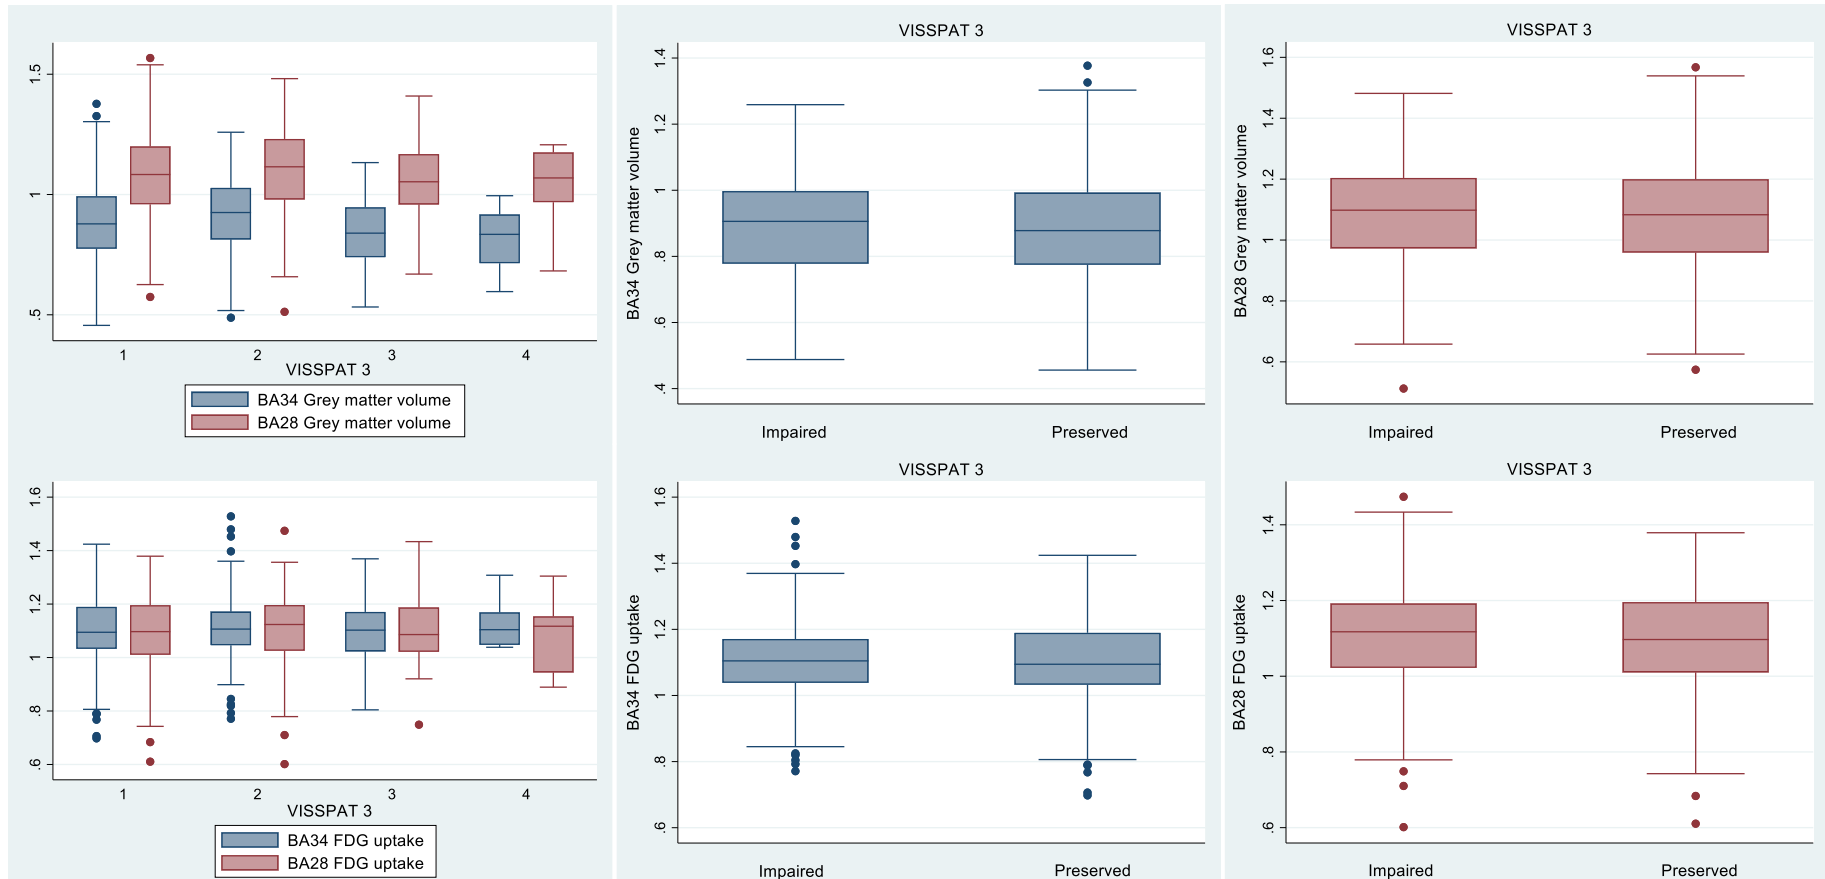 1.5
1
.5
1 2 3 4
VISSPAT 3
BA34 Grey matter volume
BA28 Grey matter volume
VISSPAT 3
BA34 Grey matter volume
1.4
1.2
1
.8
.6
.4
Impaired Preserved
VISSPAT 3
BA28 Grey matter volume
1.6
1.4
1.2
1
.8
.6
Impaired Preserved
1.6
1.4
1.2
1
.8
.6
1 2 3 4
VISSPAT 3
BA34 FDG uptake
BA28 FDG uptake
VISSPAT 3
BA34 FDG uptake
1.6
1.4
1.2
1
.8
.6
Impaired Preserved
VISSPAT 3
BA28 FDG uptake
1.4
1.2
1
.8
.6
Impaired Preserved